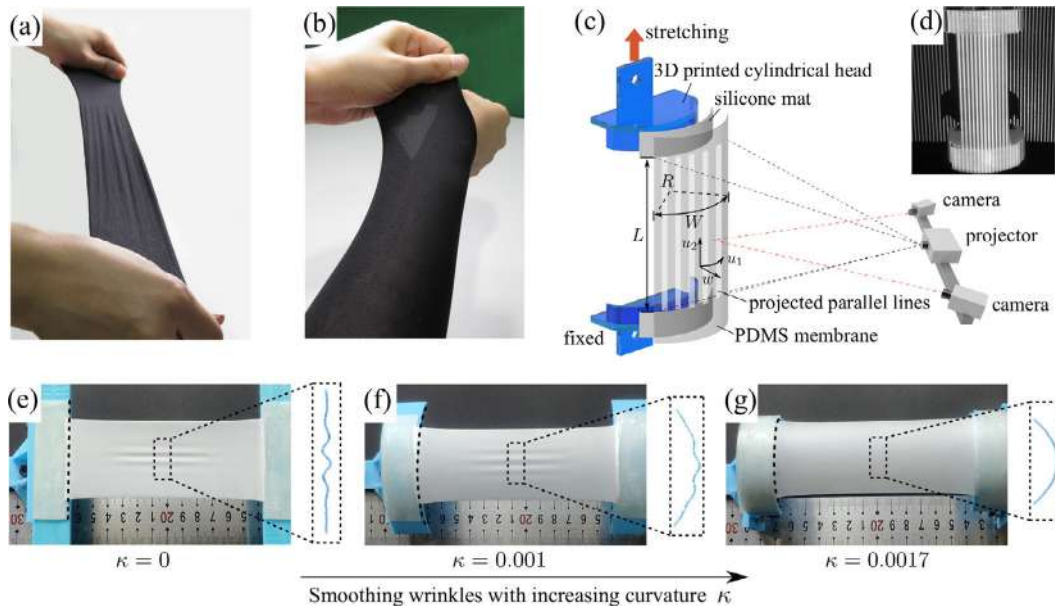 (a)
(b)
(c)
stretching
3D printed cylindrical head
silicone mat
R
W
L
u₂
u₁
w
projected parallel lines
PDMS membrane
fixed
(d)
camera
projector
camera
(e)
κ = 0
(f)
κ = 0.001
(g)
κ = 0.0017
Smoothing wrinkles with increasing curvature κ